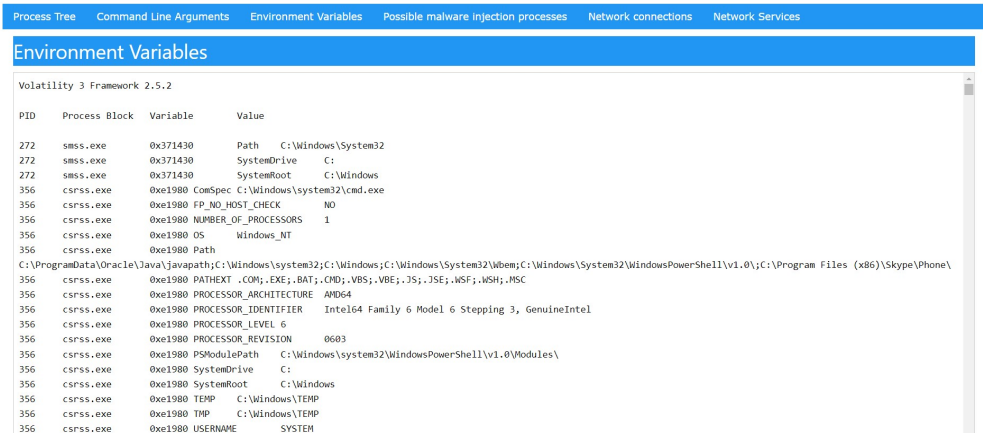 Process Tree Command Line Arguments Environment Variables Possible malware injection processes Network connections Network Services
Environment Variables
Volatility 3 Framework 2.5.2
PID Process Block Variable Value
272 smss.exe 0x371430 Path C:\Windows\System32
272 smss.exe 0x371430 SystemDrive C:
272 smss.exe 0x371430 SystemRoot C:\Windows
356 csrss.exe 0xe1980 ComSpec C:\Windows\system32\cmd.exe
356 csrss.exe 0xe1980 FP_NO_HOST_CHECK NO
356 csrss.exe 0xe1980 NUMBER_OF_PROCESSORS 1
356 csrss.exe 0xe1980 OS Windows_NT
356 csrss.exe 0xe1980 Path
C:\ProgramData\Oracle\Java\javapath;C:\Windows\system32;C:\Windows;C:\Windows\System32\Wbem;C:\Windows\System32\WindowsPowerShell\v1.0\;C:\Program Files (x86)\Skype\Phone\
356 csrss.exe 0xe1980 PATHEXT .COM;.EXE;.BAT;.CMD;.VBS;.VBE;.JS;.JSE;.WSF;.WSH;.MSC
356 csrss.exe 0xe1980 PROCESSOR_ARCHITECTURE AMD64
356 csrss.exe 0xe1980 PROCESSOR_IDENTIFIER Intel64 Family 6 Model 6 Stepping 3, GenuineIntel
356 csrss.exe 0xe1980 PROCESSOR_LEVEL 6
356 csrss.exe 0xe1980 PROCESSOR_REVISION 0603
356 csrss.exe 0xe1980 PSModulePath C:\Windows\system32\WindowsPowerShell\v1.0\Modules\
356 csrss.exe 0xe1980 SystemDrive C:
356 csrss.exe 0xe1980 SystemRoot C:\Windows
356 csrss.exe 0xe1980 TEMP C:\Windows\TEMP
356 csrss.exe 0xe1980 TMP C:\Windows\TEMP
356 csrss.exe 0xe1980 USERNAME SYSTEM